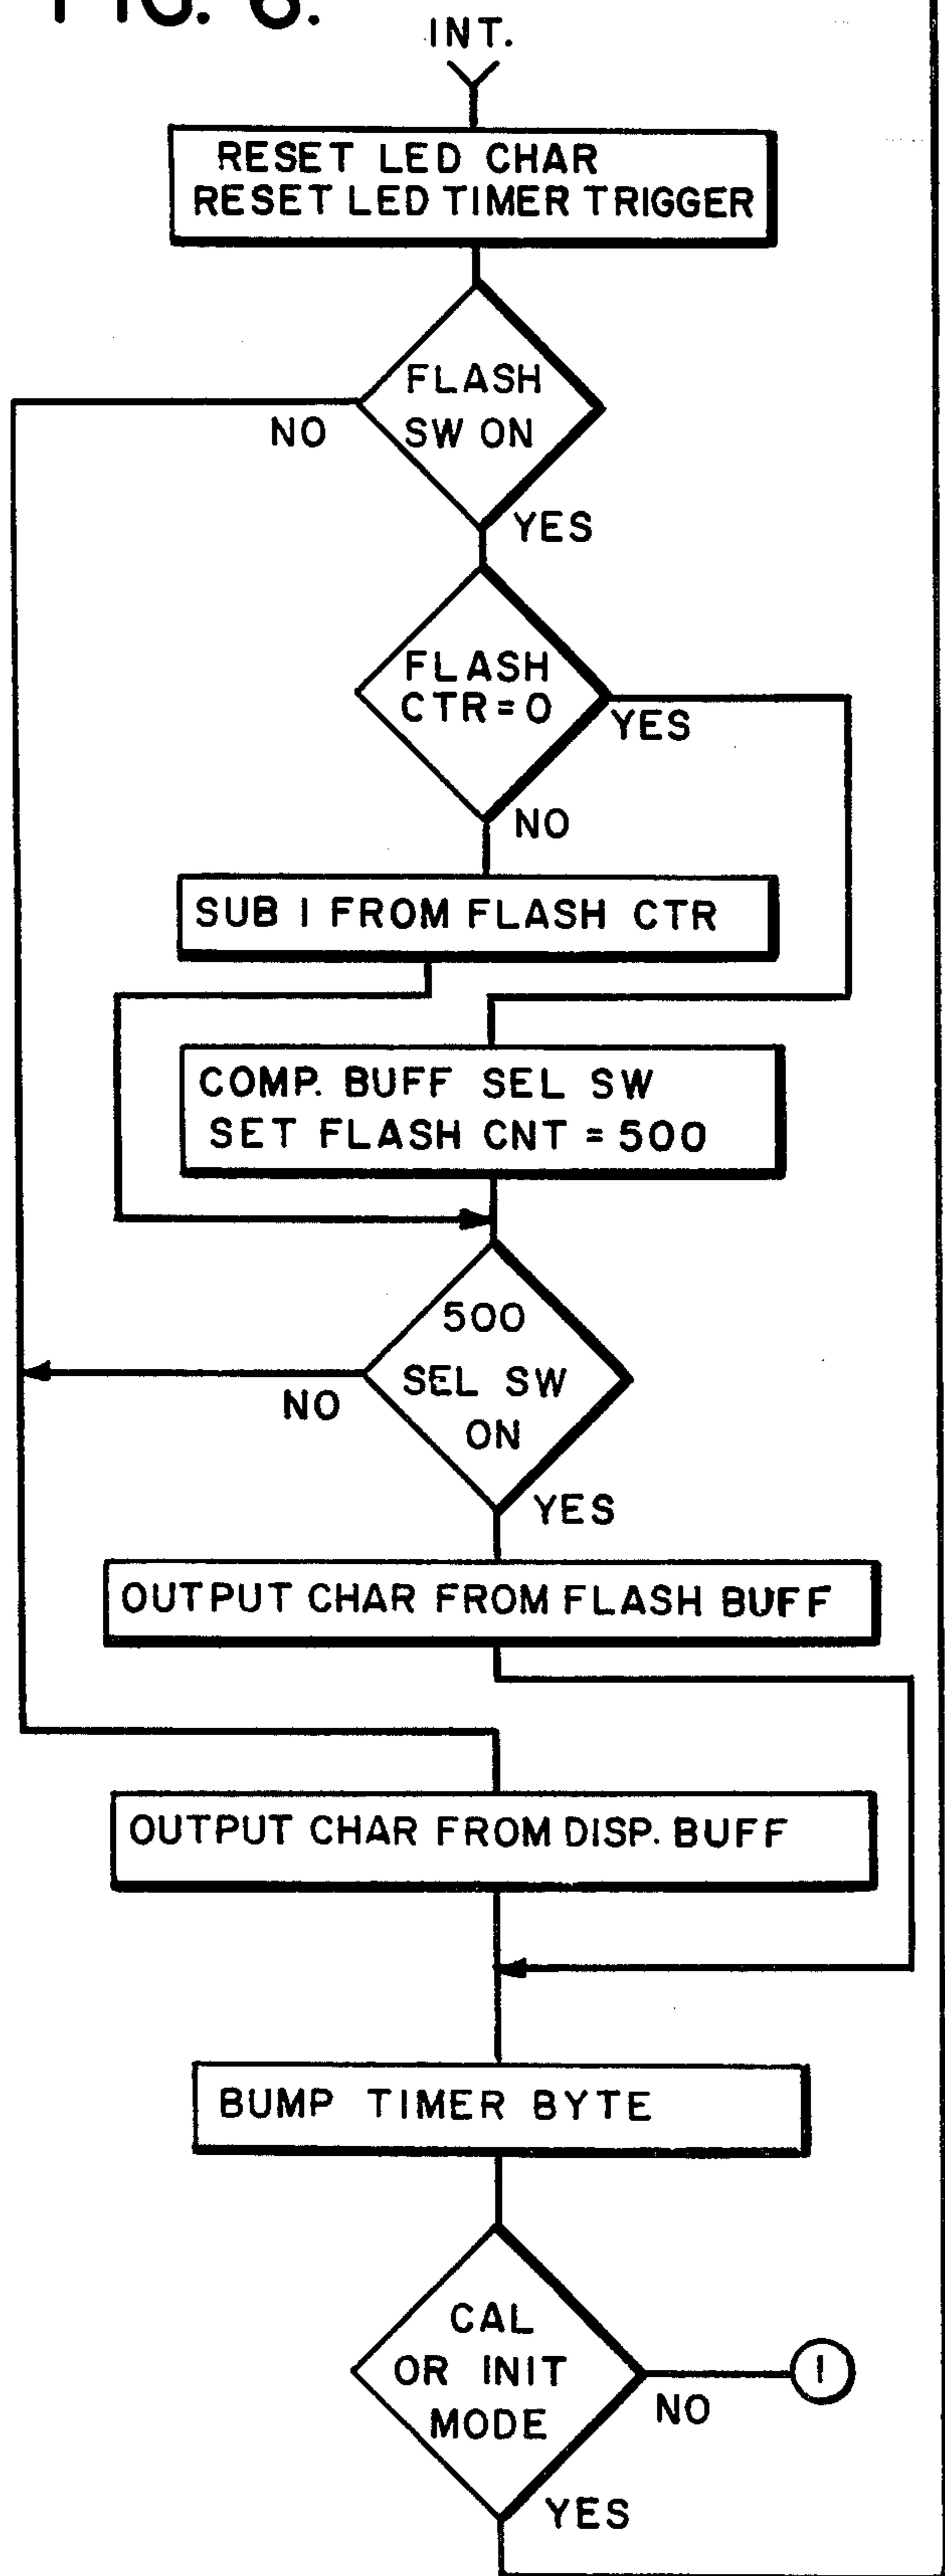 FIG. 6.
INT.
RESET LED CHAR
RESET LED TIMER TRIGGER
FLASH
SW ON
NO
YES
FLASH
CTR = 0
YES
NO
SUB 1 FROM FLASH CTR
COMP. BUFF SEL SW
SET FLASH CNT = 500
500
SEL SW
ON
NO
YES
OUTPUT CHAR FROM FLASH BUFF
OUTPUT CHAR FROM DISP. BUFF
BUMP TIMER BYTE
CAL
OR INIT
MODE
NO
1
YES